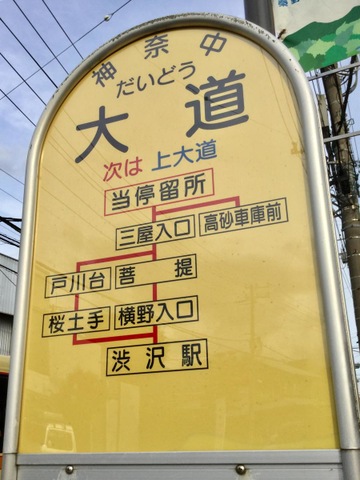 神奈中
だいどう
大道
次は 上大道
当停留所
三屋入口 高砂車庫前
戸川台 菩提
桜土手 横野入口
渋沢駅